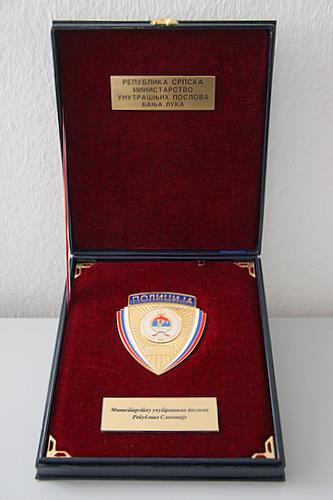 РЕПУБЛИКА СРПСКА
МИНИСТАРСТВО
УНУТРАШЊИХ ПОСЛОВА
БАЊА ЛУКА
ПОЛИЦИЈА
Министарству унутрашњих послова
Републике Словеније